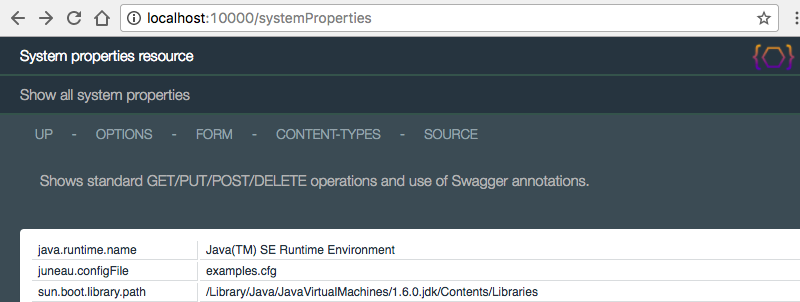 localhost:10000/systemProperties
System properties resource
Show all system properties
UP - OPTIONS - FORM - CONTENT-TYPES - SOURCE
Shows standard GET/PUT/POST/DELETE operations and use of Swagger annotations.
java.runtime.name Java(TM) SE Runtime Environment
juneau.configFile examples.cfg
sun.boot.library.path /Library/Java/JavaVirtualMachines/1.6.0.jdk/Contents/Libraries